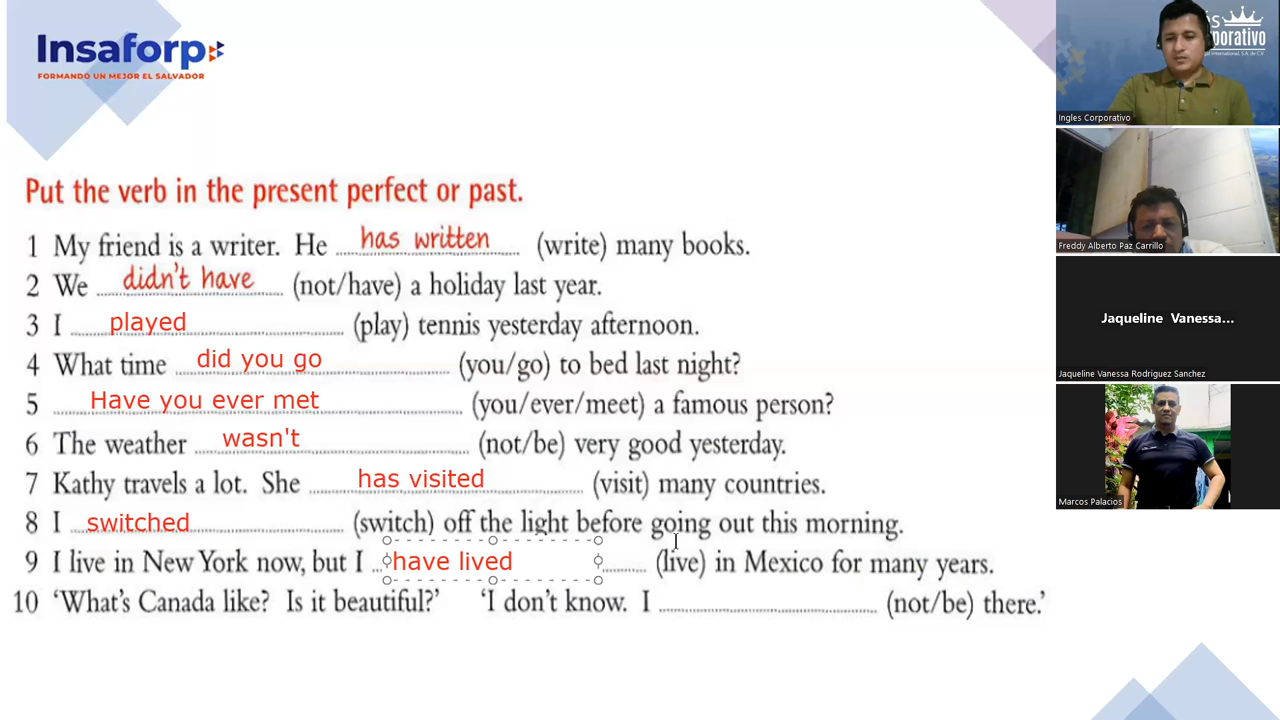 Insaforp
FORMANDO UN MEJOR EL SALVADOR
Put the verb in the present perfect or past.
1 My friend is a writer. He has written (write) many books.
2 We didn't have (not/have) a holiday last year.
3 I played (play) tennis yesterday afternoon.
4 What time did you go (you/go) to bed last night?
5 Have you ever met (you/ever/meet) a famous person?
6 The weather wasn't (not/be) very good yesterday.
7 Kathy travels a lot. She has visited (visit) many countries.
8 I switched (switch) off the light before going out this morning.
9 I live in New York now, but I have lived (live) in Mexico for many years.
10 'What's Canada like? Is it beautiful?' 'I don't know. I (not/be) there.'
Ingles Corporativo
Freddy Alberto Paz Carrillo
Jaqueline Vanessa...
Jaqueline Vanessa Rodriguez Sanchez
Marcos Palacios